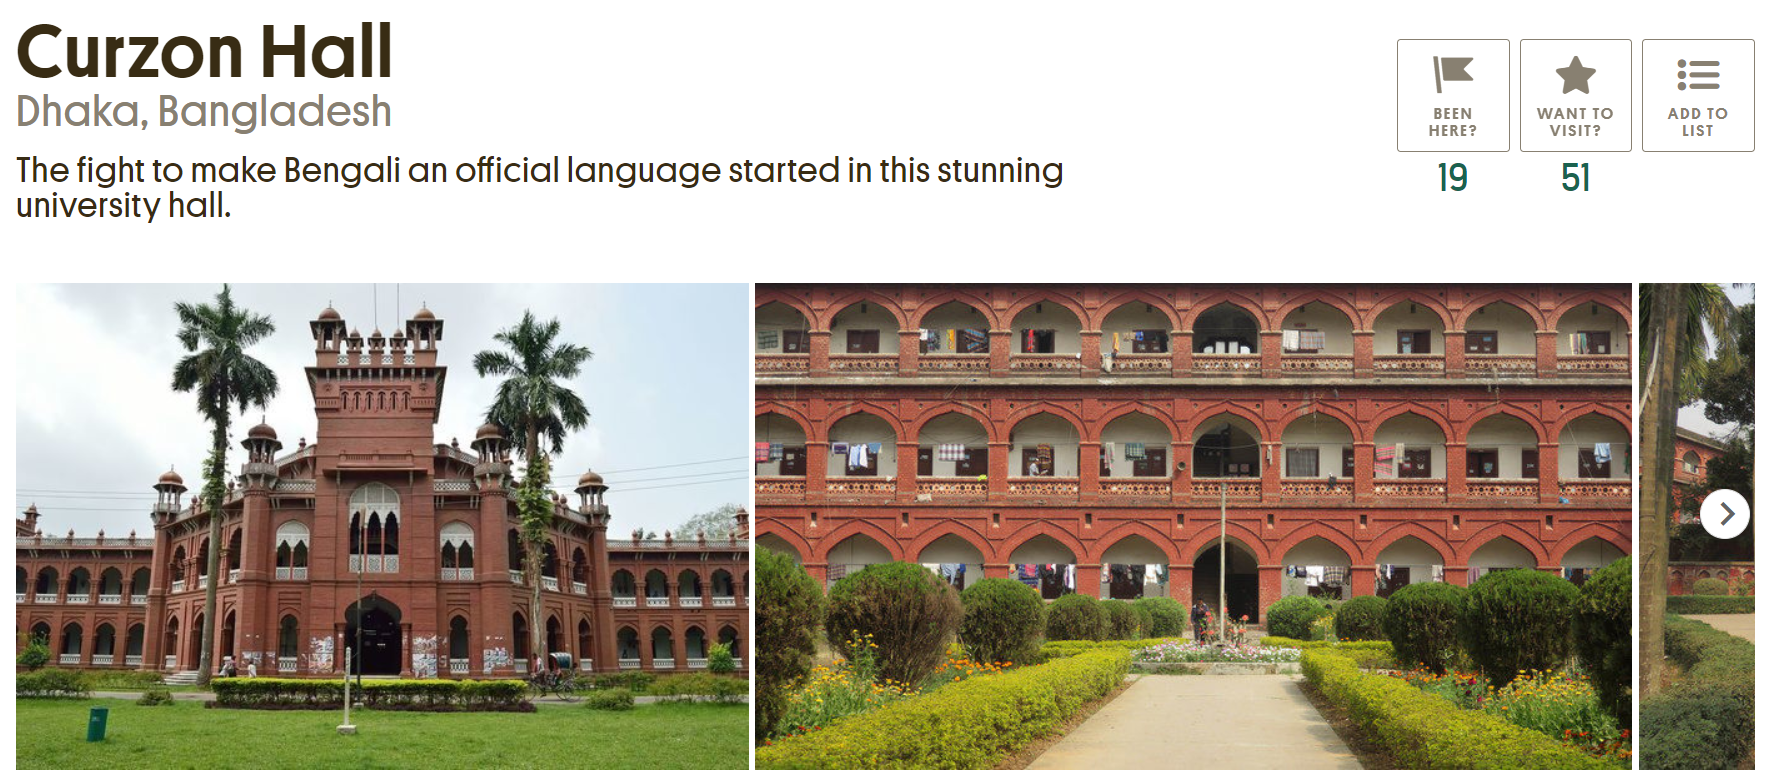 Curzon Hall
Dhaka, Bangladesh
The fight to make Bengali an official language started in this stunning
university hall.
BEEN
HERE?
19
WANT TO
VISIT?
51
ADD TO
LIST